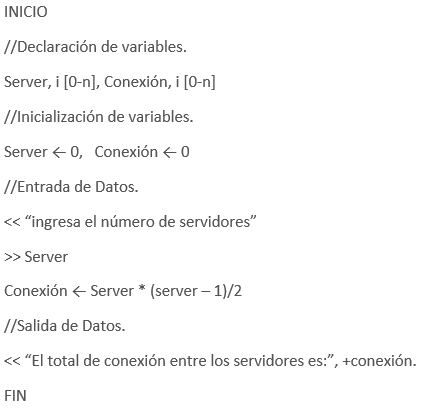 INICIO
//Declaración de variables.
Server, i [0-n], Conexión, i [0-n]
//Inicialización de variables.
Server ← 0,   Conexión ← 0
//Entrada de Datos.
<< “ingresa el número de servidores”
>> Server
Conexión ← Server * (server – 1)/2
//Salida de Datos.
<< “El total de conexión entre los servidores es:”, +conexión.
FIN